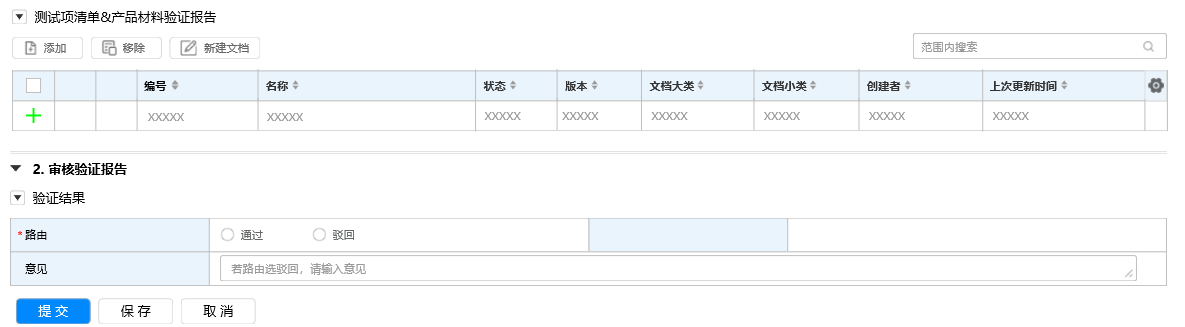 测试项清单&产品材料验证报告
添加 移除 新建文档 范围内搜索
编号 名称 状态 版本 文档大类 文档小类 创建者 上次更新时间
XXXXX XXXXX XXXXX XXXXX XXXXX XXXXX XXXXX XXXXX
2. 审核验证报告
验证结果
*路由 通过 驳回
意见 若路由选驳回，请输入意见
提 交 保 存 取 消